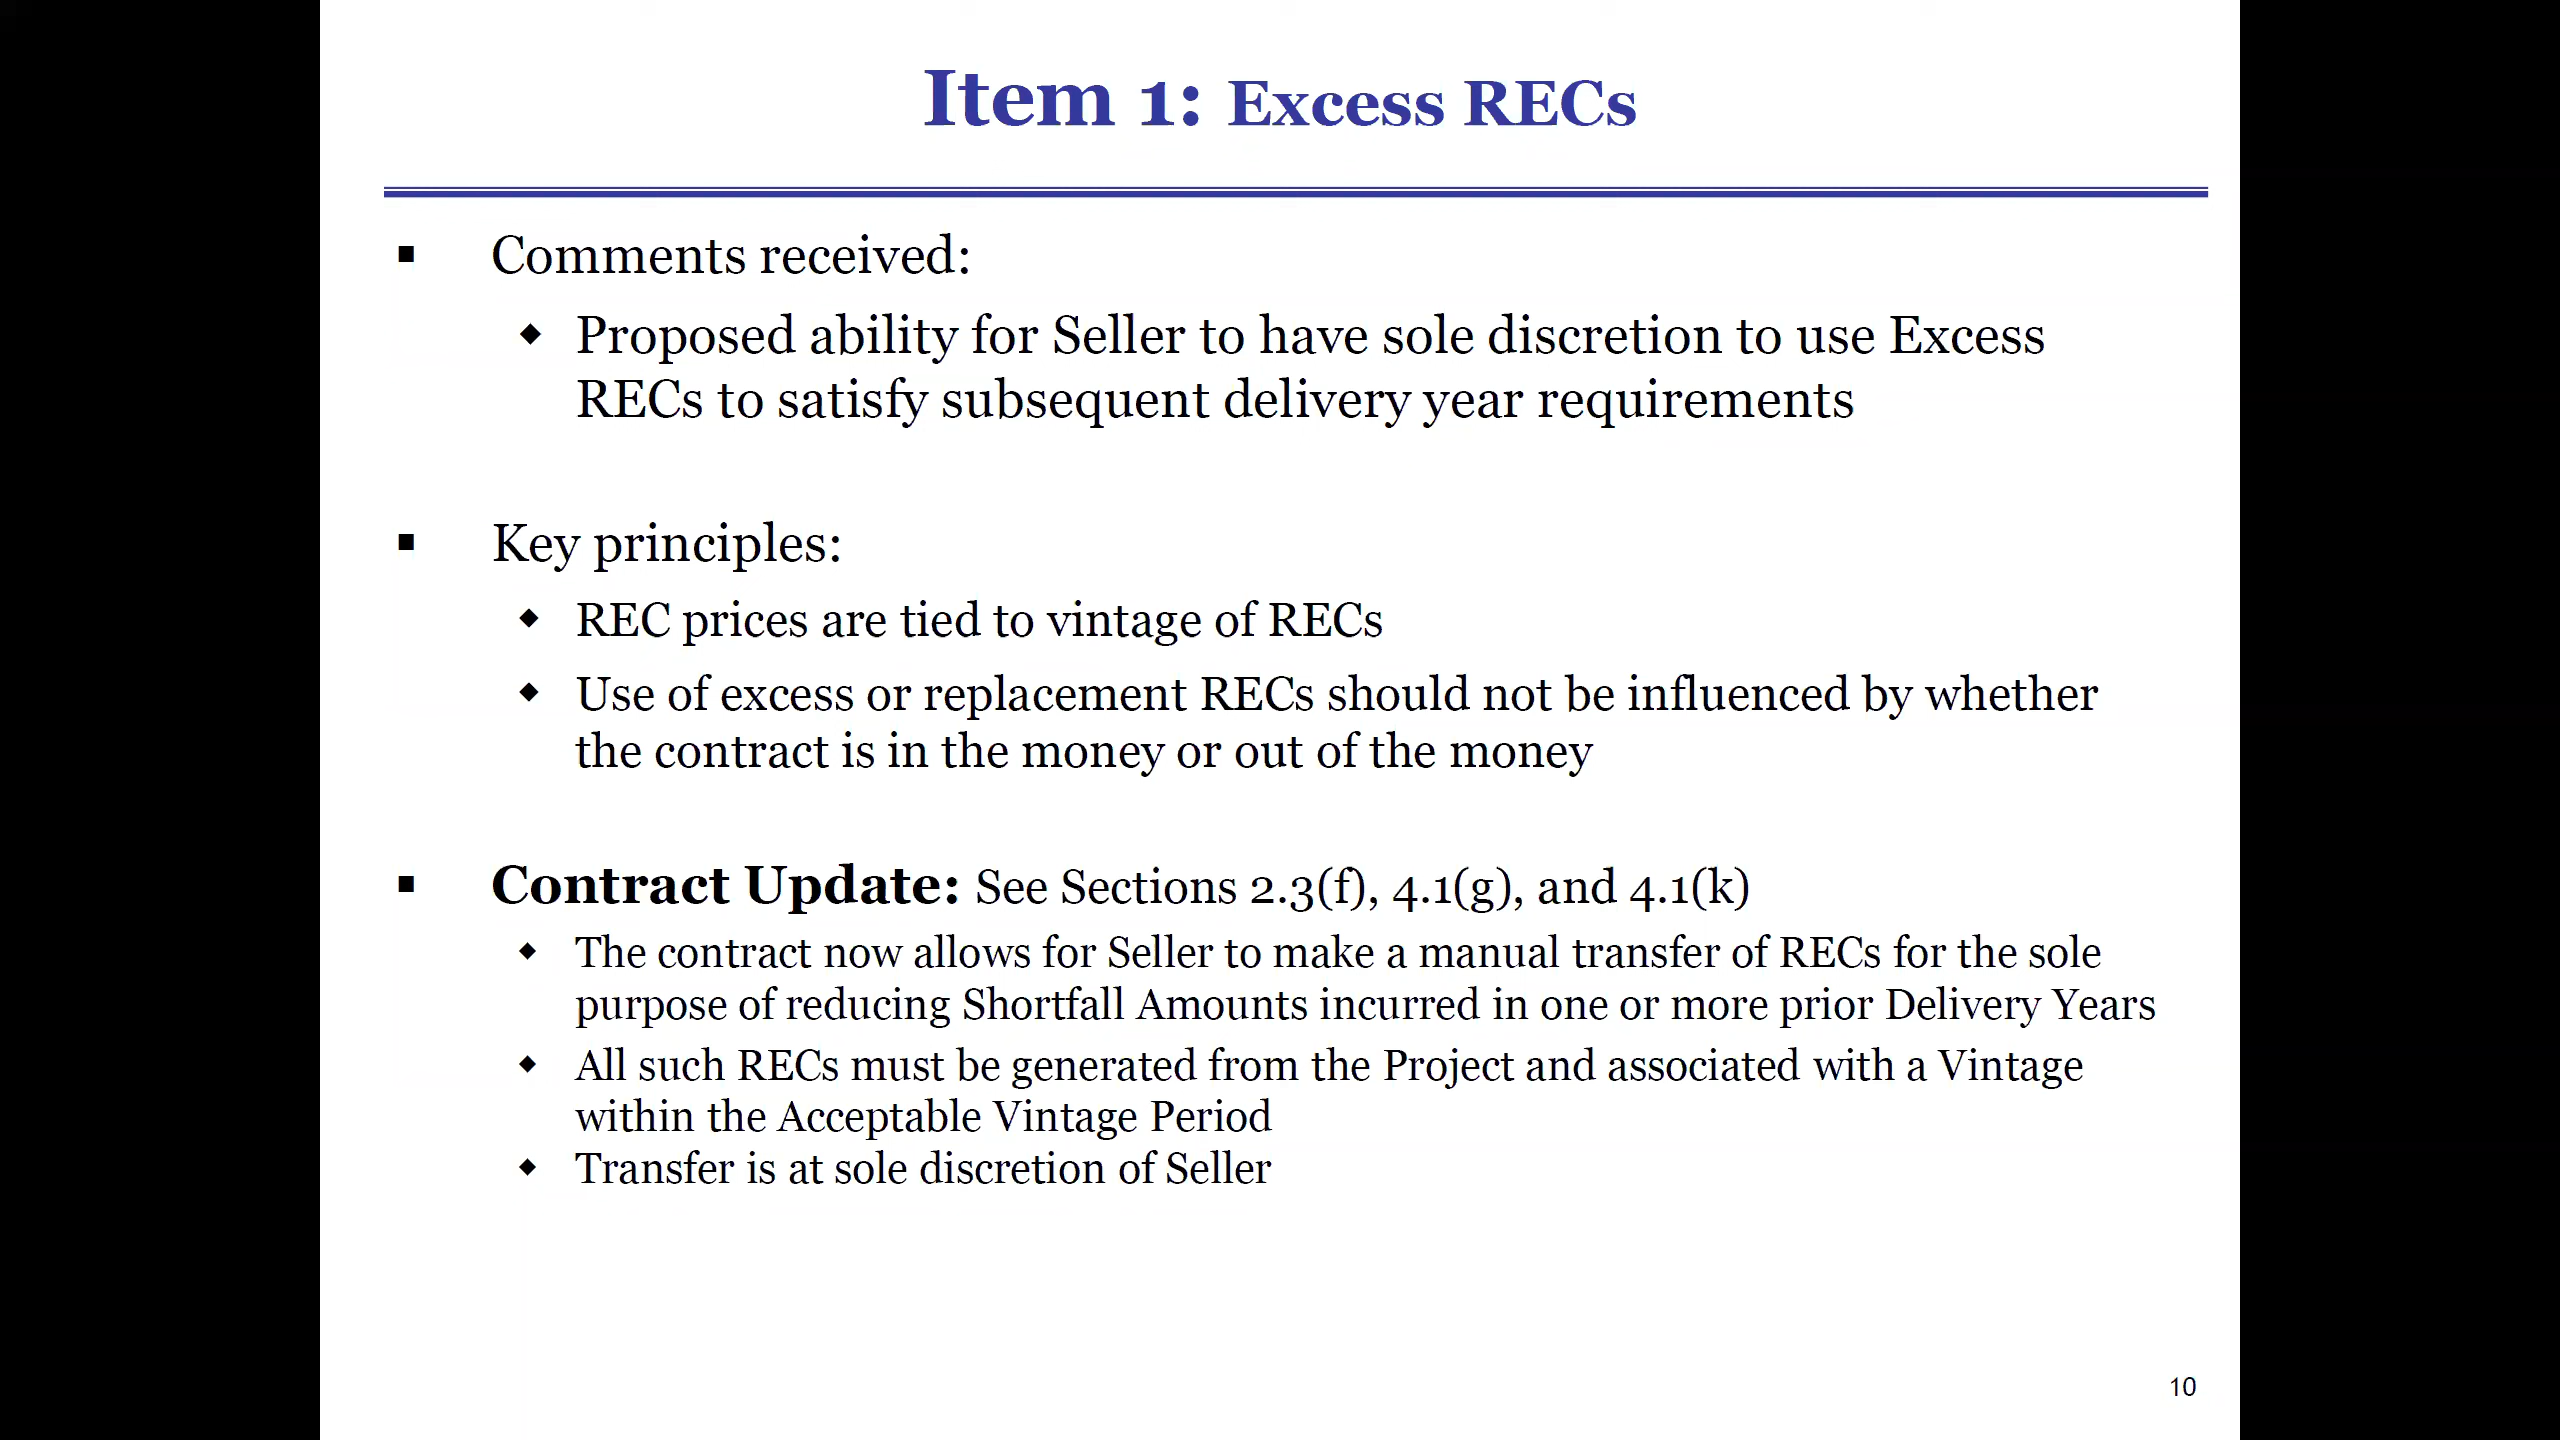 Item 1: Excess RECs
▪ Comments received:
◆ Proposed ability for Seller to have sole discretion to use Excess
RECs to satisfy subsequent delivery year requirements
▪ Key principles:
◆ REC prices are tied to vintage of RECs
◆ Use of excess or replacement RECs should not be influenced by whether
the contract is in the money or out of the money
▪ Contract Update: See Sections 2.3(f), 4.1(g), and 4.1(k)
◆ The contract now allows for Seller to make a manual transfer of RECs for the sole
purpose of reducing Shortfall Amounts incurred in one or more prior Delivery Years
◆ All such RECs must be generated from the Project and associated with a Vintage
within the Acceptable Vintage Period
◆ Transfer is at sole discretion of Seller
10